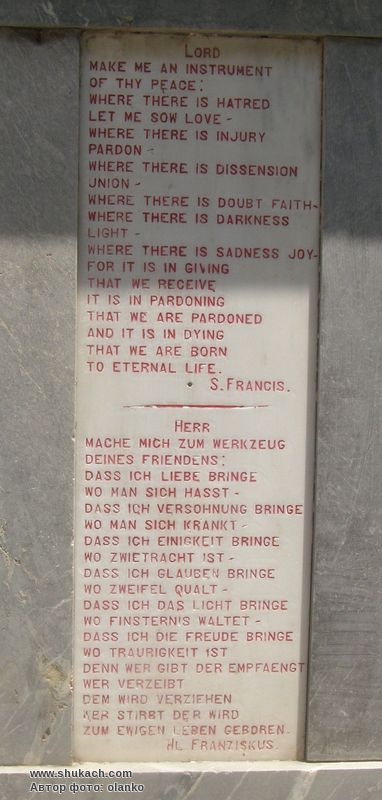 LORD
MAKE ME AN INSTRUMENT
OF THY PEACE:
WHERE THERE IS HATRED
LET ME SOW LOVE -
WHERE THERE IS INJURY
PARDON -
WHERE THERE IS DISSENSION
UNION -
WHERE THERE IS DOUBT FAITH-
WHERE THERE IS DARKNESS
LIGHT -
WHERE THERE IS SADNESS JOY-
FOR IT IS IN GIVING
THAT WE RECEIVE
IT IS IN PARDONING
THAT WE ARE PARDONED
AND IT IS IN DYING
THAT WE ARE BORN
TO ETERNAL LIFE.
S. FRANCIS.
HERR
MACHE MICH ZUM WERKZEUG
DEINES FRIENDENS:
DASS ICH LIEBE BRINGE
WO MAN SICH HASST -
DASS ICH VERSOHNUNG BRINGE
WO MAN SICH KRANKT -
DASS ICH EINIGKEIT BRINGE
WO ZWIETRACHT IST -
DASS ICH GLAUBEN BRINGE
WO ZWEIFEL QUALT -
DASS ICH DAS LICHT BRINGE
WO FINSTERNIS WALTET -
DASS ICH DIE FREUDE BRINGE
WO TRAURIGKEIT IST
DENN WER GIBT DER EMPFAENGT
WER VERZEIBT
DEM WIRD VERZIEHEN
WER STIRBT DER WIRD
ZUM EWIGEN LEBEN GEBOREN.
HL. FRANZISKUS.
www.shukach.com
Автор фото: olanko